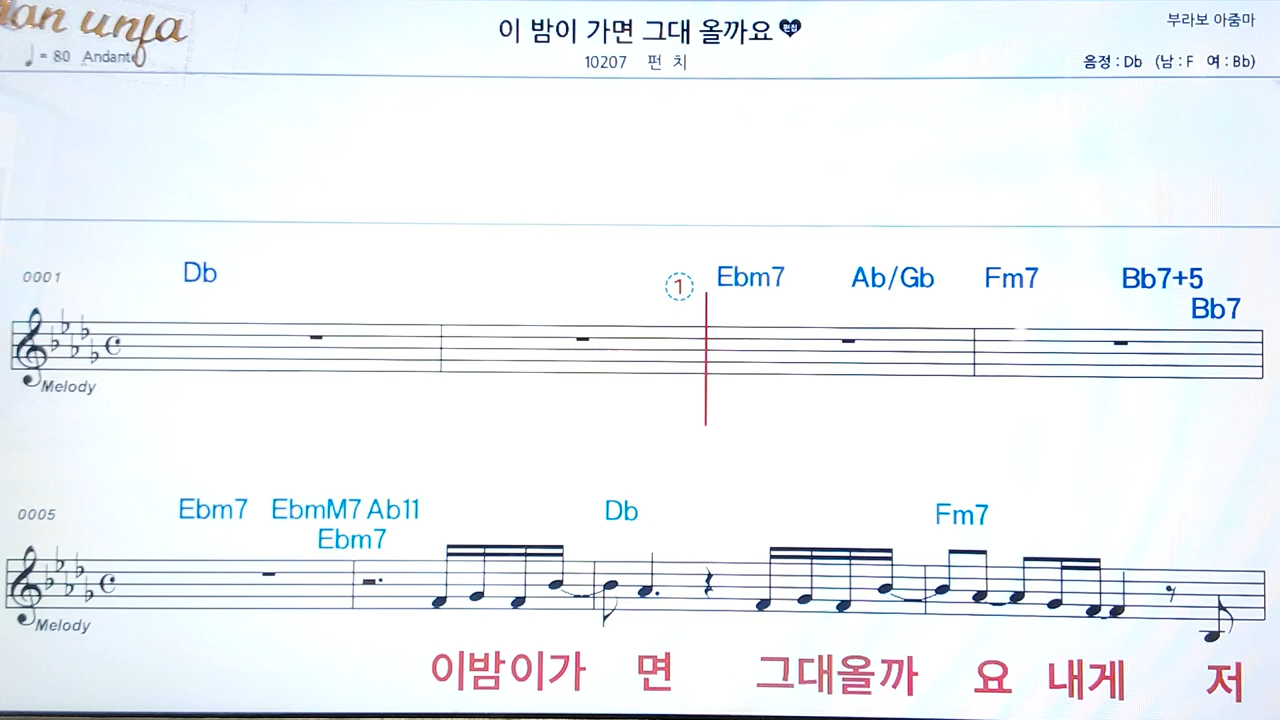 이 밤이 가면 그대 올까요
편집
부라보 아줌마
♩= 80 Andante
10207 펀 치
음정 : Db (남 : F 여 : Bb)
0001
Db
1
Ebm7 Ab/Gb Fm7 Bb7+5
Bb7
Melody
0005
Ebm7 EbmM7 Ab11 Db Fm7
Ebm7
Melody
이밤이가 면 그대올까 요 내게 저